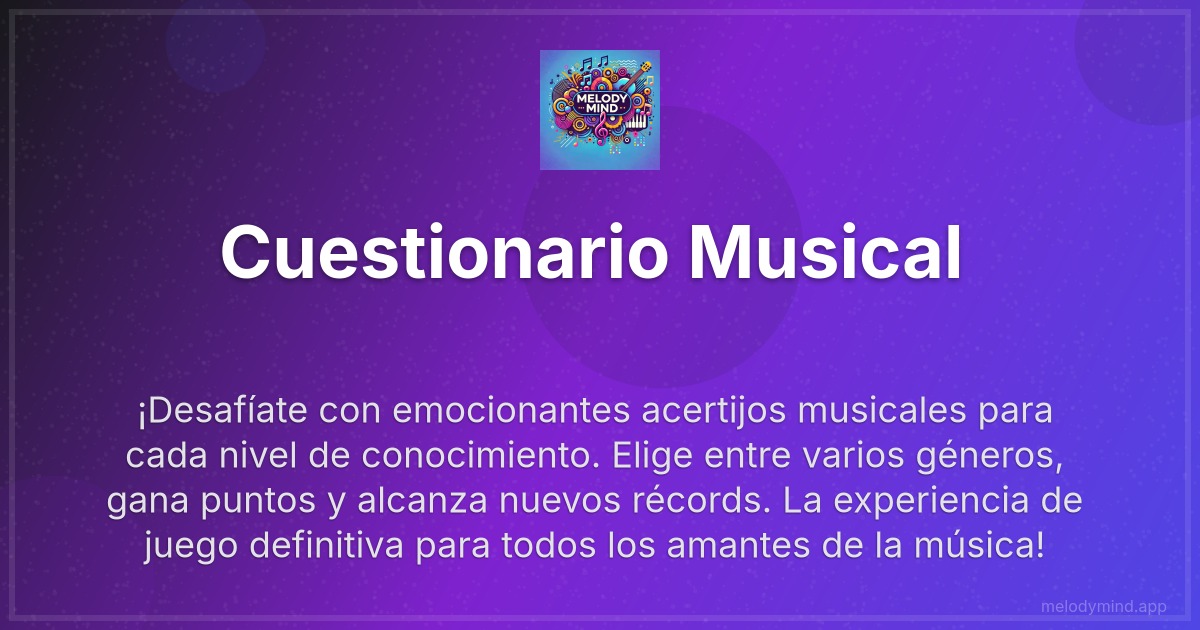 MELODY
MIND
Cuestionario Musical
¡Desafíate con emocionantes acertijos musicales para
cada nivel de conocimiento. Elige entre varios géneros,
gana puntos y alcanza nuevos récords. La experiencia de
juego definitiva para todos los amantes de la música!
melodymind.app